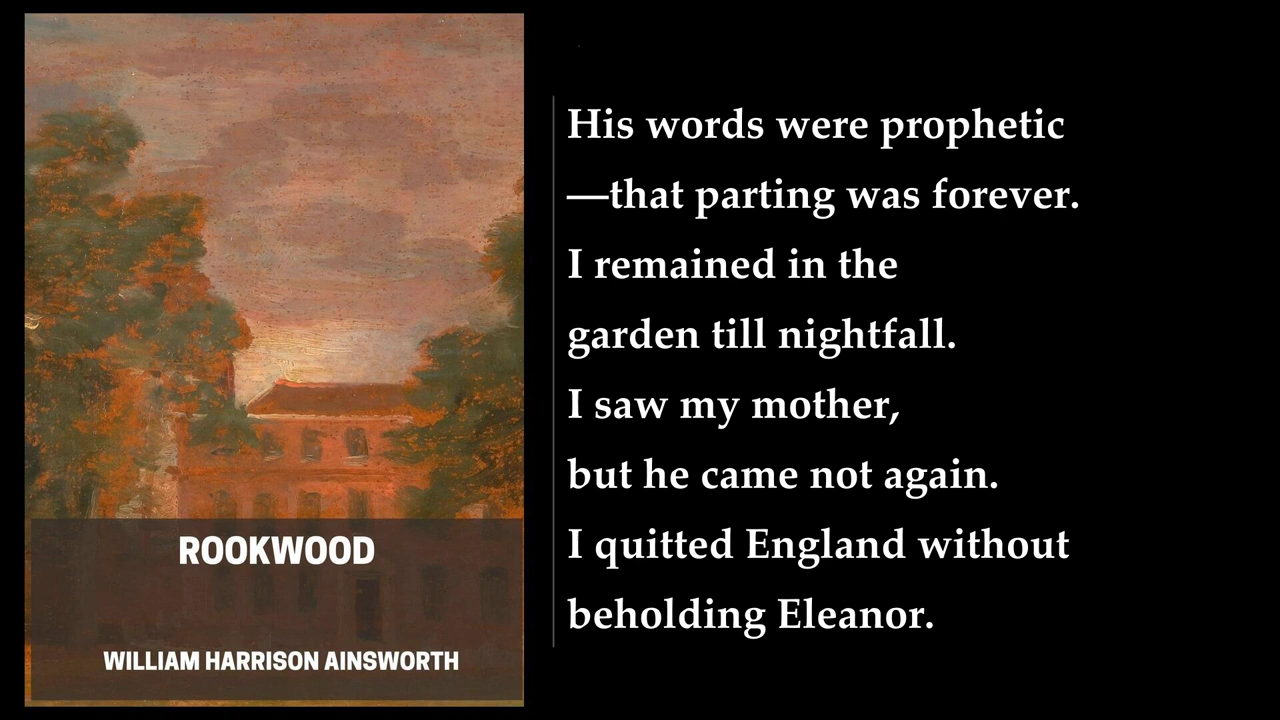 ROOKWOOD
WILLIAM HARRISON AINSWORTH
His words were prophetic
—that parting was forever.
I remained in the
garden till nightfall.
I saw my mother,
but he came not again.
I quitted England without
beholding Eleanor.